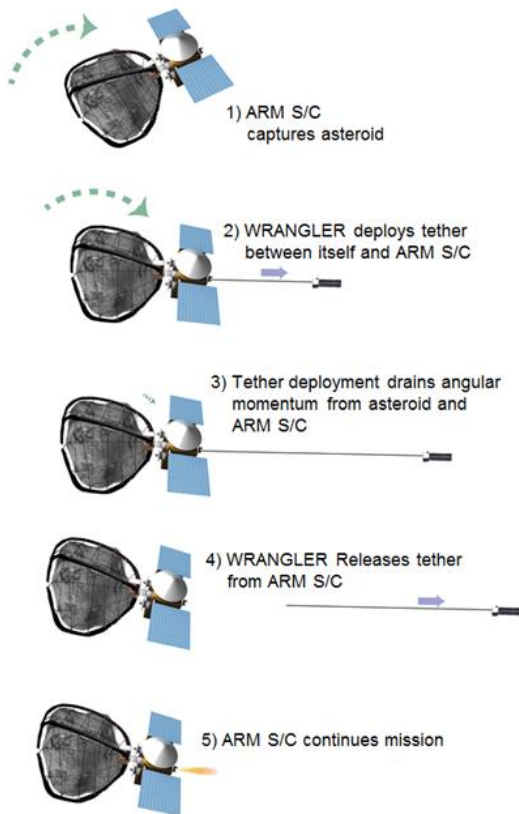 1) ARM S/C
captures asteroid
2) WRANGLER deploys tether
between itself and ARM S/C
3) Tether deployment drains angular
momentum from asteroid and
ARM S/C
4) WRANGLER Releases tether
from ARM S/C
5) ARM S/C continues mission